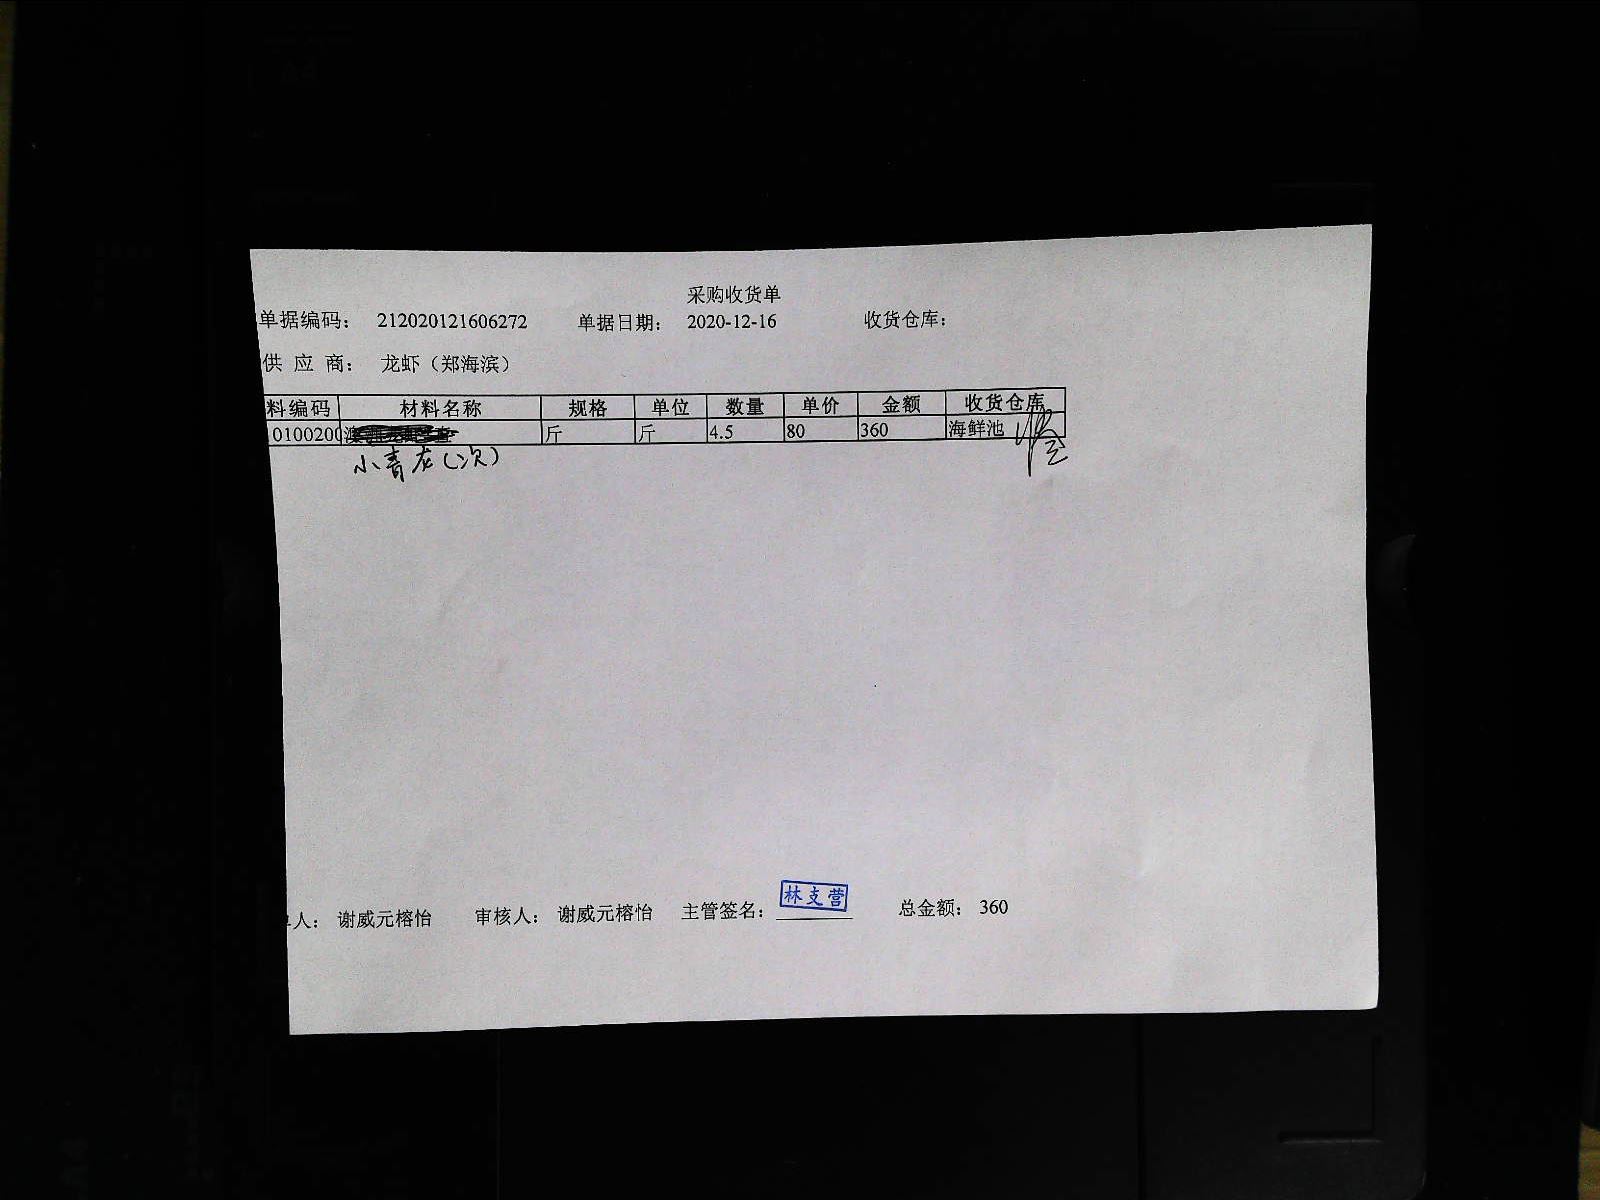 采购收货单
单据编码： 212020121606272 单据日期： 2020-12-16 收货仓库：
供 应 商： 龙虾（郑海滨）
料编码 材料名称 规格 单位 数量 单价 金额 收货仓库
0100200 斤 斤 4.5 80 360 海鲜池
小青龙(次)
人： 谢威元榕怡 审核人： 谢威元榕怡 主管签名： 林支营 总金额： 360